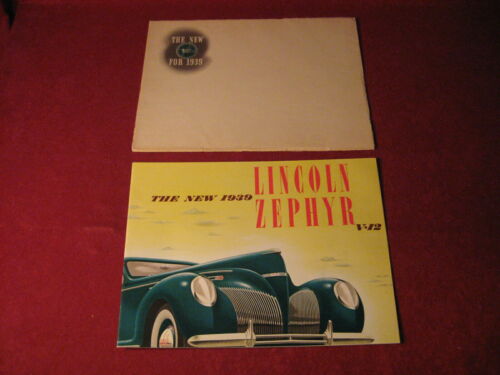 THE NEW
FOR 1939
THE NEW 1939
LINCOLN
ZEPHYR
V-12